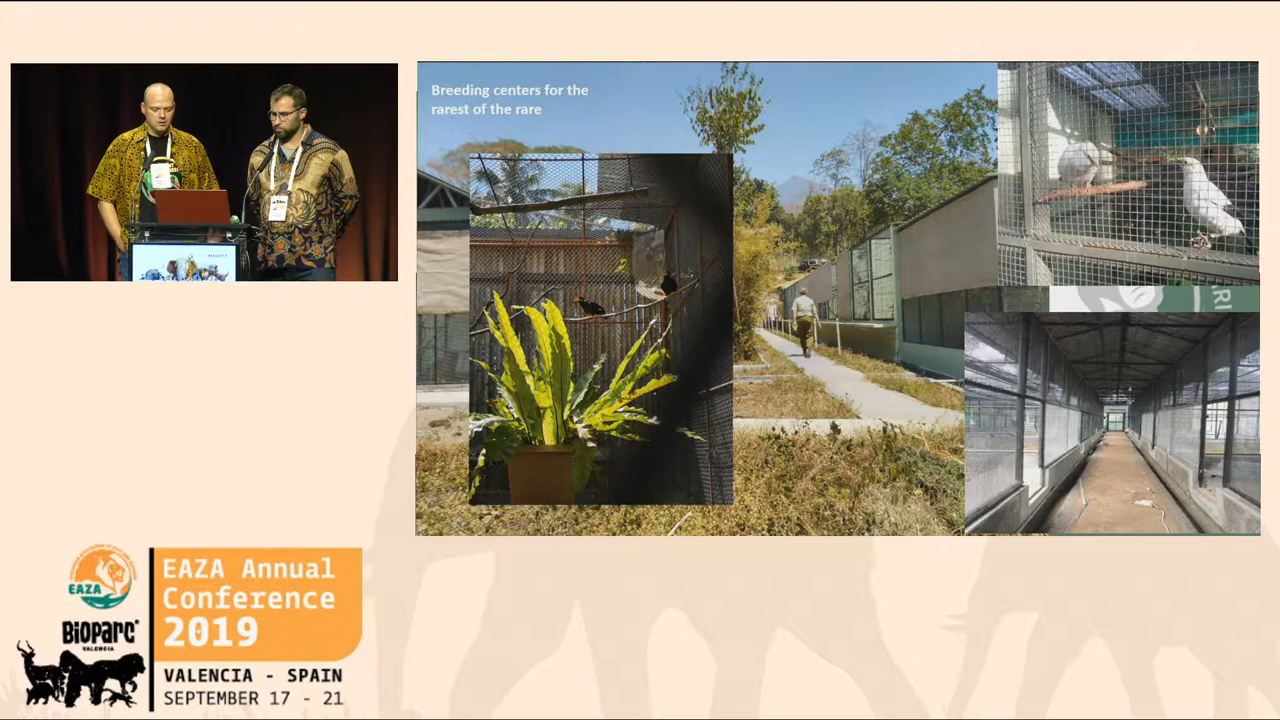 Breeding centers for the
rarest of the rare
RI
EAZA
EAZA Annual
Conference
2019
BIOPARC
VALENCIA
VALENCIA - SPAIN
SEPTEMBER 17 - 21